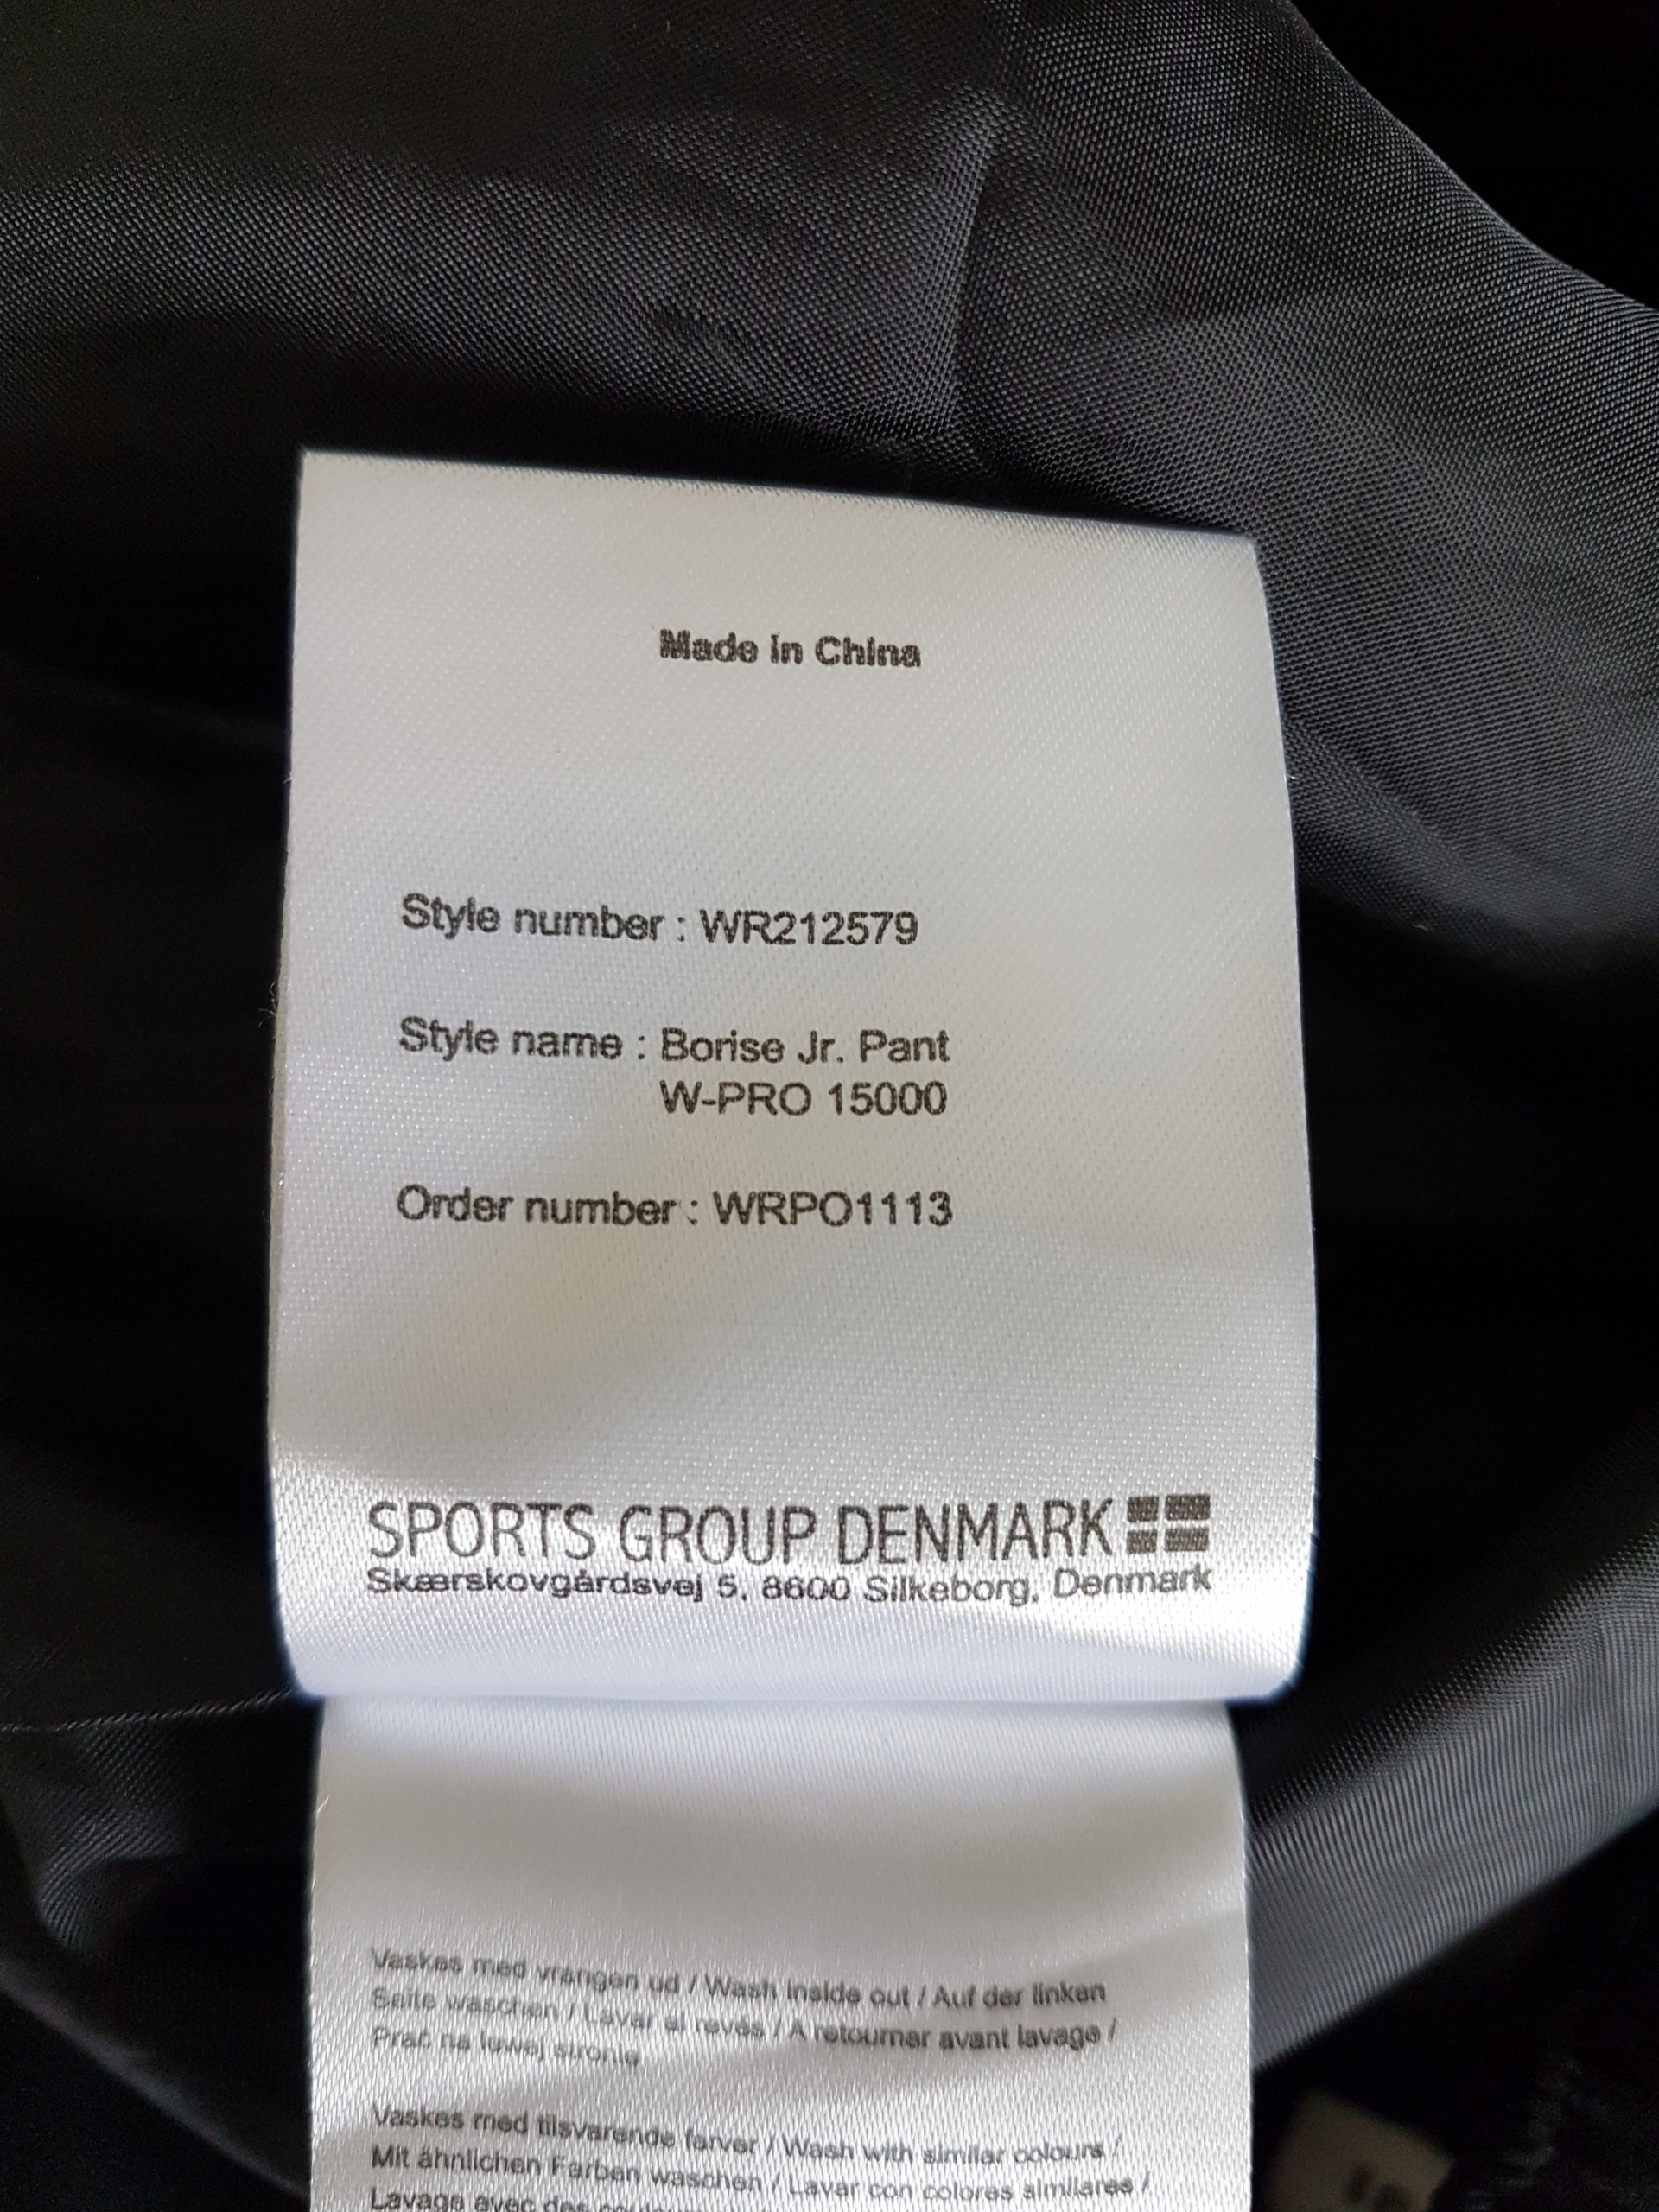 Made in China
Style number : WR212579
Style name : Borise Jr. Pant
W-PRO 15000
Order number : WRPO1113
SPORTS GROUP DENMARK
Skærskovgårdsvej 5, 8600 Silkeborg, Denmark
Vaskes med vrangen ud / Wash inside out / Auf der linken
Seite waschen / Lavar al revés / A retourner avant lavage /
Prać na lewej stronie
Vaskes med tilsvarende farver / Wash with similar colours /
Mit ähnlichen Farben waschen / Lavar con colores similares /
Lavage avec des